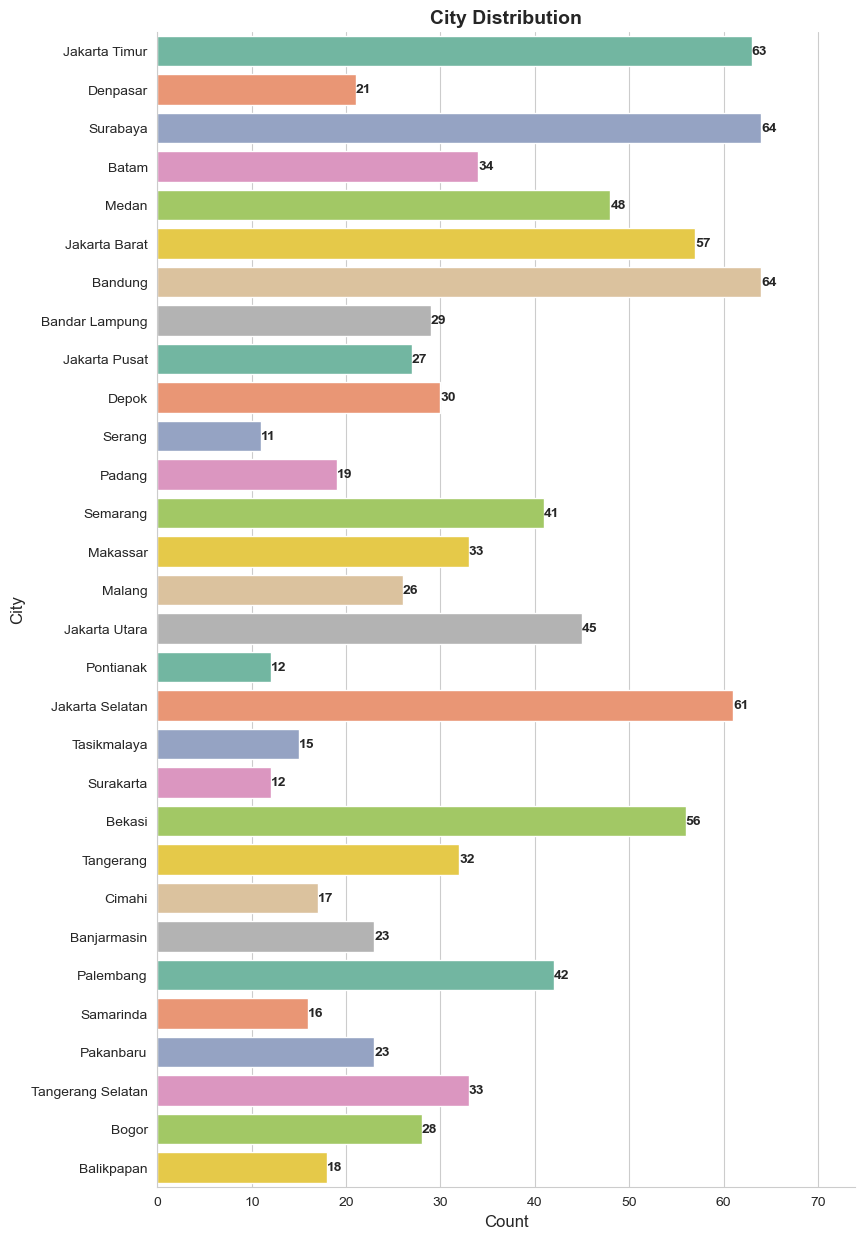 City Distribution
Jakarta Timur 63
Denpasar 21
Surabaya 64
Batam 34
Medan 48
Jakarta Barat 57
Bandung 64
Bandar Lampung 29
Jakarta Pusat 27
Depok 30
Serang 11
Padang 19
Semarang 41
Makassar 33
Malang 26
City
Jakarta Utara 45
Pontianak 12
Jakarta Selatan 61
Tasikmalaya 15
Surakarta 12
Bekasi 56
Tangerang 32
Cimahi 17
Banjarmasin 23
Palembang 42
Samarinda 16
Pakanbaru 23
Tangerang Selatan 33
Bogor 28
Balikpapan 18
0 10 20 30 40 50 60 70
Count